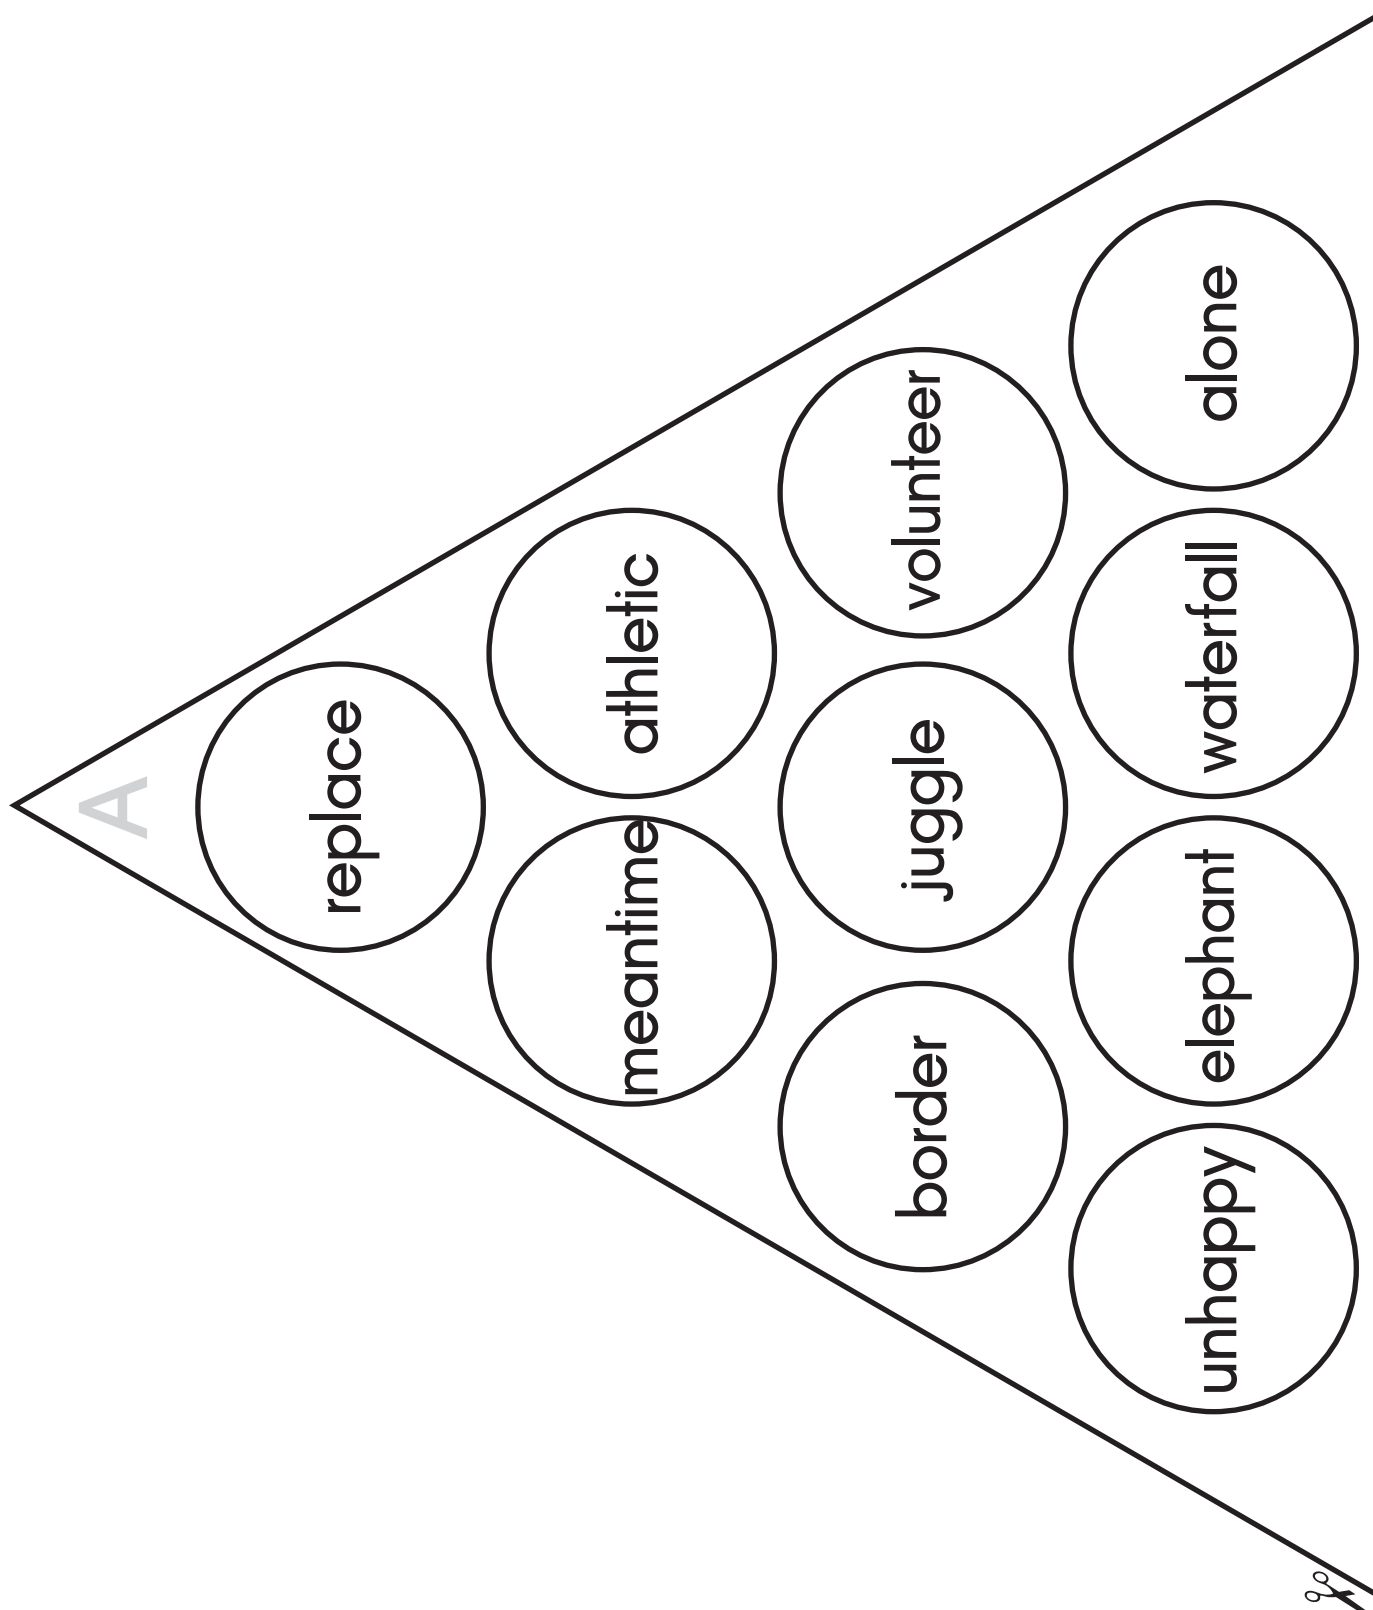 A
replace
meantime athletic
border juggle volunteer
unhappy elephant waterfall alone